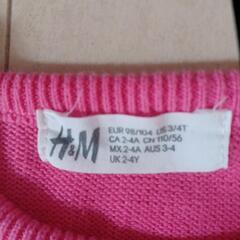 H&M
EUR 98/104 US 3/4T
CA 2-4A CN 110/56
MX 2-4A AUS 3-4
UK 2-4Y